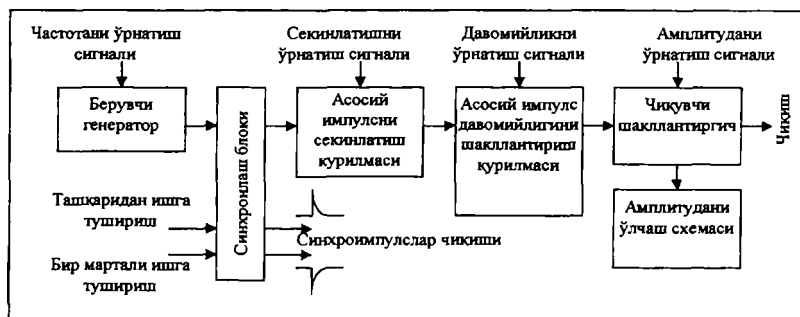 Частотани ўрнатиш
сигнали
Секинлатишни
ўрнатиш сигнали
Давомийликни
ўрнатиш сигнали
Амплитудани
ўрнатиш сигнали
Берувчи
генератор
Синхронлаш блоки
Асосий
импулсни
секинлатиш
курилмаси
Асосий импулс
давомийлигини
шакллантириш
қурилмаси
Чиқувчи
шакллантиргич
Чиқиш
Амплитудани
ўлчаш схемаси
Ташқаридан ишга
тушириш
Синхроимпулслар чиқиши
Бир мартали ишга
тушириш